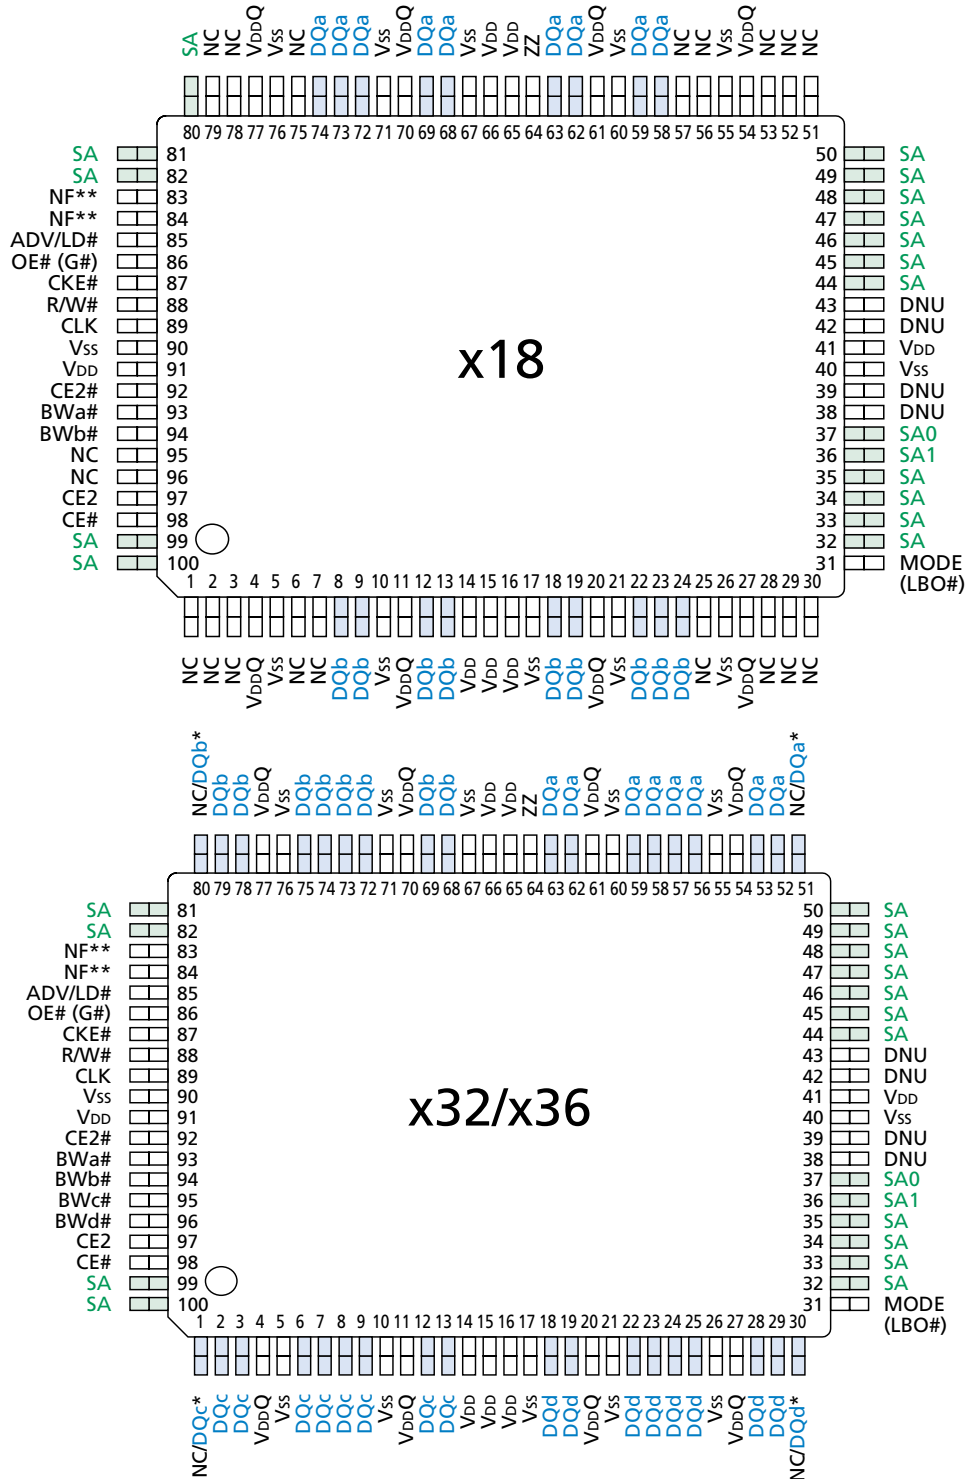 SA NC NC VDDQ VSS NC DQa DQa DQa VSS VDDQ DQa DQa VSS VDD VDD ZZ DQa DQa VDDQ VSS DQa DQa NC NC VSS VDDQ NC NC NC
80 79 78 77 76 75 74 73 72 71 70 69 68 67 66 65 64 63 62 61 60 59 58 57 56 55 54 53 52 51
SA 81 50 SA
SA 82 49 SA
NF** 83 48 SA
NF** 84 47 SA
ADV/LD# 85 46 SA
OE# (G#) 86 45 SA
CKE# 87 44 SA
R/W# 88 43 DNU
CLK 89 42 DNU
VSS 90 41 VDD
x18
VDD 91 40 VSS
CE2# 92 39 DNU
BWa# 93 38 DNU
BWb# 94 37 SA0
NC 95 36 SA1
NC 96 35 SA
CE2 97 34 SA
CE# 98 33 SA
SA 99 32 SA
SA 100 31 MODE
(LBO#)
1 2 3 4 5 6 7 8 9 10 11 12 13 14 15 16 17 18 19 20 21 22 23 24 25 26 27 28 29 30
NC NC NC VDDQ VSS NC NC DQb DQb VSS VDDQ DQb DQb VDD VDD VDD VSS DQb DQb VDDQ VSS DQb DQb DQb NC VSS VDDQ NC NC NC
NC/DQb* DQb DQb VDDQ VSS DQb DQb DQb DQb VSS VDDQ DQb DQb VSS VDD VDD ZZ DQa DQa VDDQ VSS DQa DQa DQa DQa VSS VDDQ DQa DQa NC/DQa*
80 79 78 77 76 75 74 73 72 71 70 69 68 67 66 65 64 63 62 61 60 59 58 57 56 55 54 53 52 51
SA 81 50 SA
SA 82 49 SA
NF** 83 48 SA
NF** 84 47 SA
ADV/LD# 85 46 SA
OE# (G#) 86 45 SA
CKE# 87 44 SA
R/W# 88 43 DNU
CLK 89 42 DNU
VSS 90 41 VDD
x32/x36
VDD 91 40 VSS
CE2# 92 39 DNU
BWa# 93 38 DNU
BWb# 94 37 SA0
BWc# 95 36 SA1
BWd# 96 35 SA
CE2 97 34 SA
CE# 98 33 SA
SA 99 32 SA
SA 100 31 MODE
(LBO#)
1 2 3 4 5 6 7 8 9 10 11 12 13 14 15 16 17 18 19 20 21 22 23 24 25 26 27 28 29 30
NC/DQc* DQc DQc VDDQ VSS DQc DQc DQc DQc VSS VDDQ DQc DQc VDD VDD VDD VSS DQd DQd VDDQ VSS DQd DQd DQd DQd VSS VDDQ DQd DQd NC/DQd*